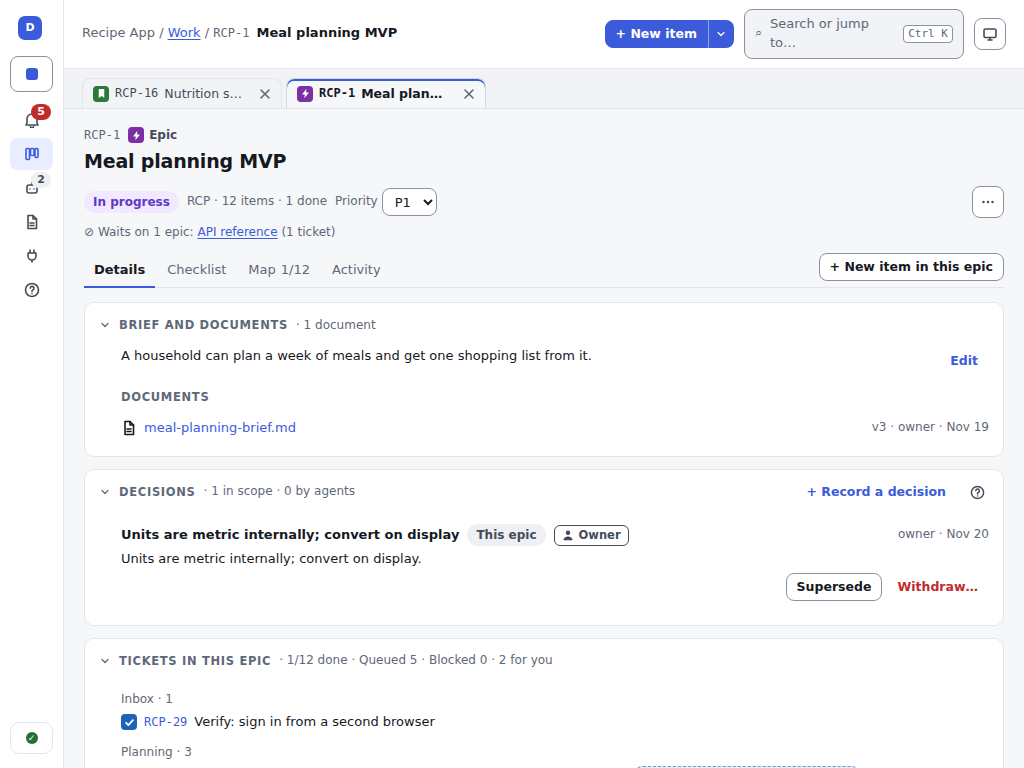 D
Recipe App / Work / RCP-1 Meal planning MVP
+ New item
Search or jump to…
Ctrl K
5
2
RCP-16 Nutrition s…
RCP-1 Meal plan…
RCP-1 Epic
Meal planning MVP
In progress RCP · 12 items · 1 done Priority P1
Waits on 1 epic: API reference (1 ticket)
Details Checklist Map 1/12 Activity
+ New item in this epic
BRIEF AND DOCUMENTS · 1 document
A household can plan a week of meals and get one shopping list from it.
Edit
DOCUMENTS
meal-planning-brief.md
v3 · owner · Nov 19
DECISIONS · 1 in scope · 0 by agents
+ Record a decision
Units are metric internally; convert on display This epic Owner
owner · Nov 20
Units are metric internally; convert on display.
Supersede Withdraw…
TICKETS IN THIS EPIC · 1/12 done · Queued 5 · Blocked 0 · 2 for you
Inbox · 1
RCP-29 Verify: sign in from a second browser
Planning · 3